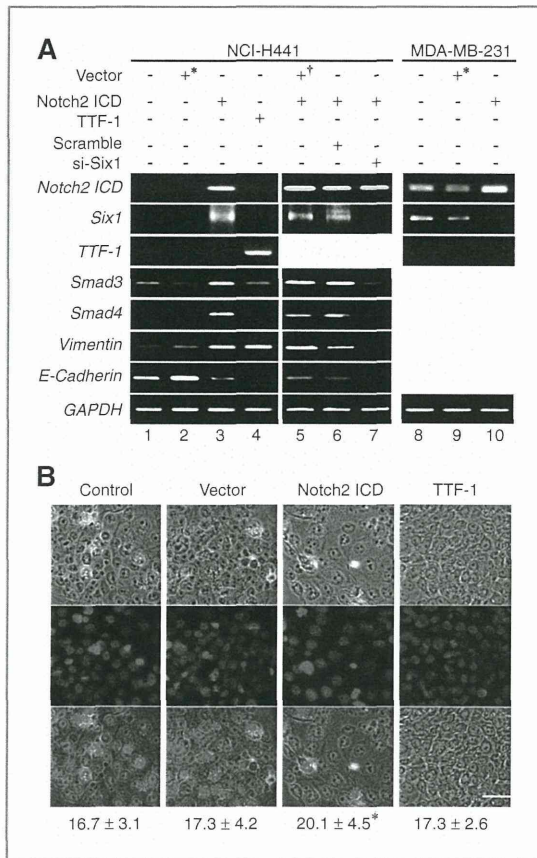 A
NCI-H441 MDA-MB-231
Vector - +* - - +† - - - +* -
Notch2 ICD - - + - + + + - - +
TTF-1 - - - + - - - - - -
Scramble - - - - - + - - - -
si-Six1 - - - - - - + - - -
Notch2 ICD
Six1
TTF-1
Smad3
Smad4
Vimentin
E-Cadherin
GAPDH
1 2 3 4 5 6 7 8 9 10
B
Control Vector Notch2 ICD TTF-1
16.7 ± 3.1 17.3 ± 4.2 20.1 ± 4.5* 17.3 ± 2.6